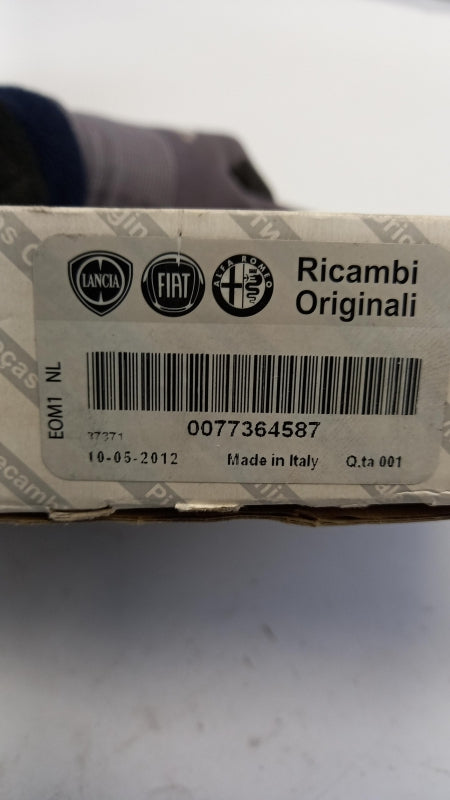 LANCIA
FIAT
ALFA ROMEO
Ricambi
Originali
EOM1 NL
37371
0077364587
10-05-2012
Made in Italy
Q.ta 001